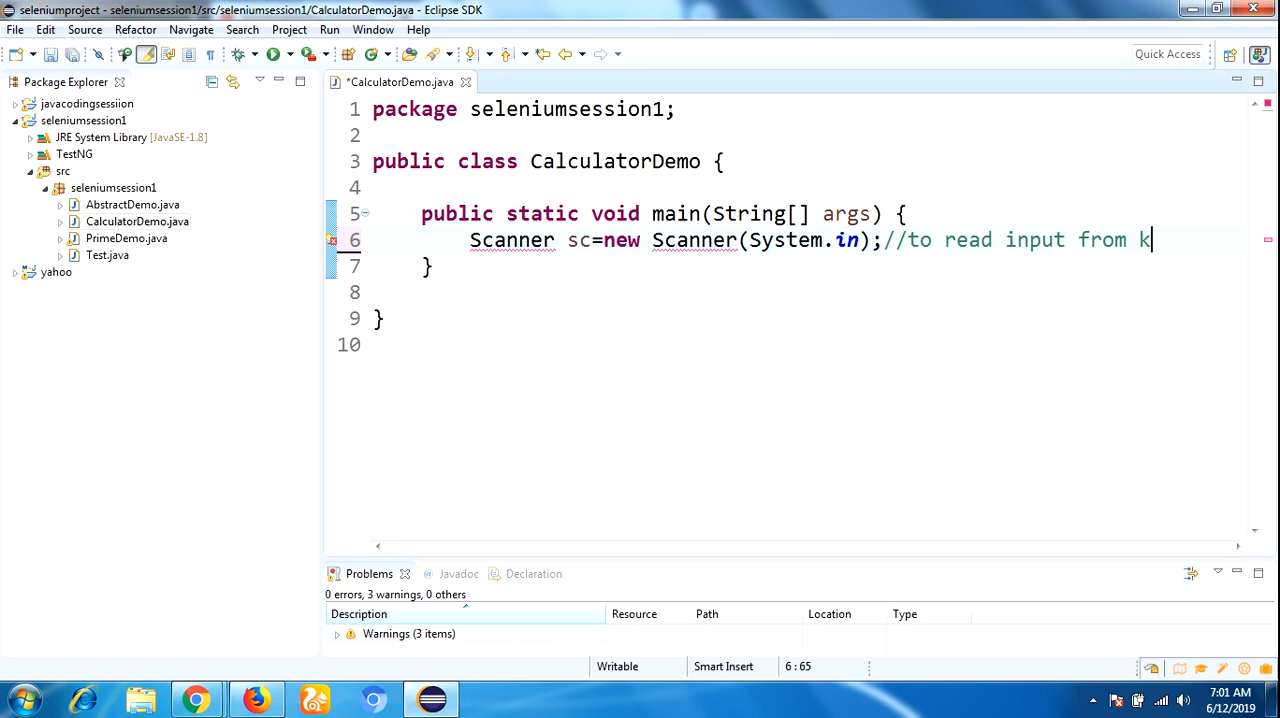 seleniumproject - seleniumsession1/src/seleniumsession1/CalculatorDemo.java - Eclipse SDK
File Edit Source Refactor Navigate Search Project Run Window Help
Quick Access
Package Explorer
*CalculatorDemo.java
javacodingsessiion
seleniumsession1
JRE System Library [JavaSE-1.8]
TestNG
src
seleniumsession1
AbstractDemo.java
CalculatorDemo.java
PrimeDemo.java
Test.java
yahoo
1 package seleniumsession1;
2
3 public class CalculatorDemo {
4
5 public static void main(String[] args) {
6 Scanner sc=new Scanner(System.in);//to read input from k
7 }
8
9 }
10
Problems @ Javadoc Declaration
0 errors, 3 warnings, 0 others
Description Resource Path Location Type
Warnings (3 items)
Writable Smart Insert 6 : 65
7:01 AM
6/12/2019